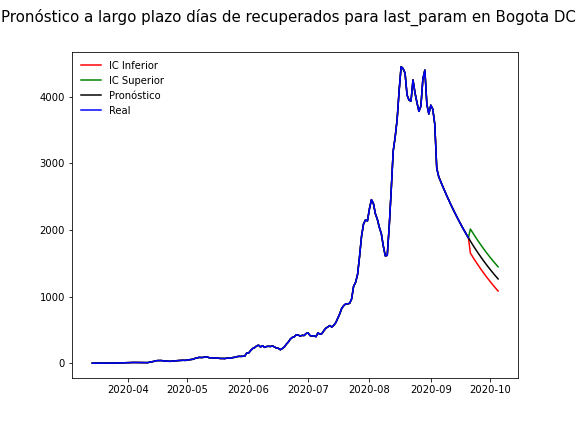 Pronóstico a largo plazo días de recuperados para last_param en Bogota DC
IC Inferior
IC Superior
Pronóstico
Real
4000
3000
2000
1000
0
2020-04
2020-05
2020-06
2020-07
2020-08
2020-09
2020-10